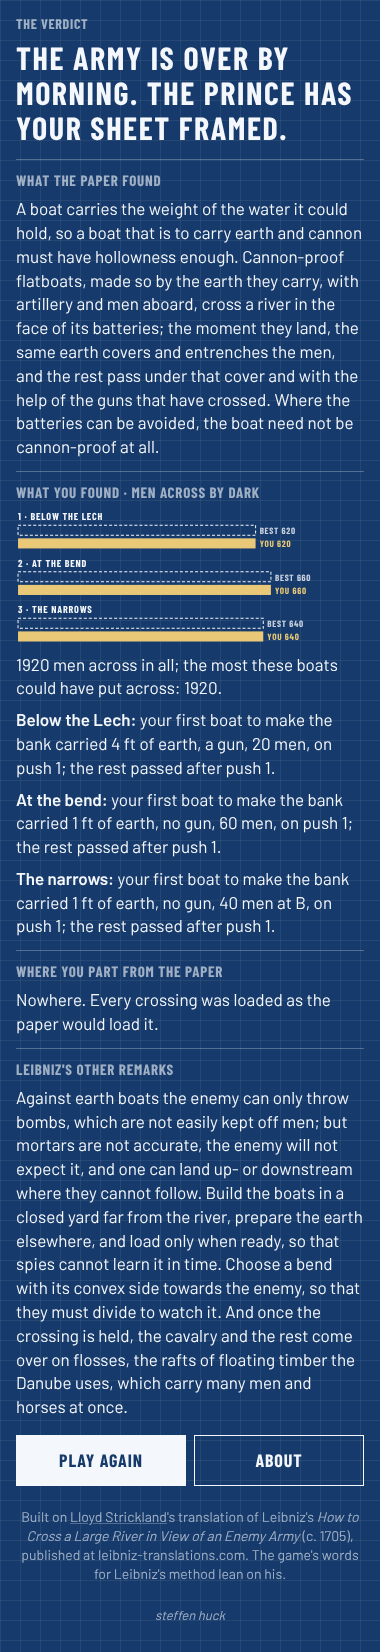 THE VERDICT
THE ARMY IS OVER BY
MORNING. THE PRINCE HAS
YOUR SHEET FRAMED.
WHAT THE PAPER FOUND
A boat carries the weight of the water it could
hold, so a boat that is to carry earth and cannon
must have hollowness enough. Cannon-proof
flatboats, made so by the earth they carry, with
artillery and men aboard, cross a river in the
face of its batteries; the moment they land, the
same earth covers and entrenches the men,
and the rest pass under that cover and with the
help of the guns that have crossed. Where the
batteries can be avoided, the boat need not be
cannon-proof at all.
WHAT YOU FOUND · MEN ACROSS BY DARK
1 · BELOW THE LECH
BEST 620
YOU 620
2 · AT THE BEND
BEST 660
YOU 660
3 · THE NARROWS
BEST 640
YOU 640
1920 men across in all; the most these boats
could have put across: 1920.
Below the Lech: your first boat to make the
bank carried 4 ft of earth, a gun, 20 men, on
push 1; the rest passed after push 1.
At the bend: your first boat to make the bank
carried 1 ft of earth, no gun, 60 men, on push 1;
the rest passed after push 1.
The narrows: your first boat to make the bank
carried 1 ft of earth, no gun, 40 men at B, on
push 1; the rest passed after push 1.
WHERE YOU PART FROM THE PAPER
Nowhere. Every crossing was loaded as the
paper would load it.
LEIBNIZ'S OTHER REMARKS
Against earth boats the enemy can only throw
bombs, which are not easily kept off men; but
mortars are not accurate, the enemy will not
expect it, and one can land up- or downstream
where they cannot follow. Build the boats in a
closed yard far from the river, prepare the earth
elsewhere, and load only when ready, so that
spies cannot learn it in time. Choose a bend
with its convex side towards the enemy, so that
they must divide to watch it. And once the
crossing is held, the cavalry and the rest come
over on flosses, the rafts of floating timber the
Danube uses, which carry many men and
horses at once.
PLAY AGAIN
ABOUT
Built on Lloyd Strickland's translation of Leibniz's How to
Cross a Large River in View of an Enemy Army (c. 1705),
published at leibniz-translations.com. The game's words
for Leibniz's method lean on his.
steffen huck